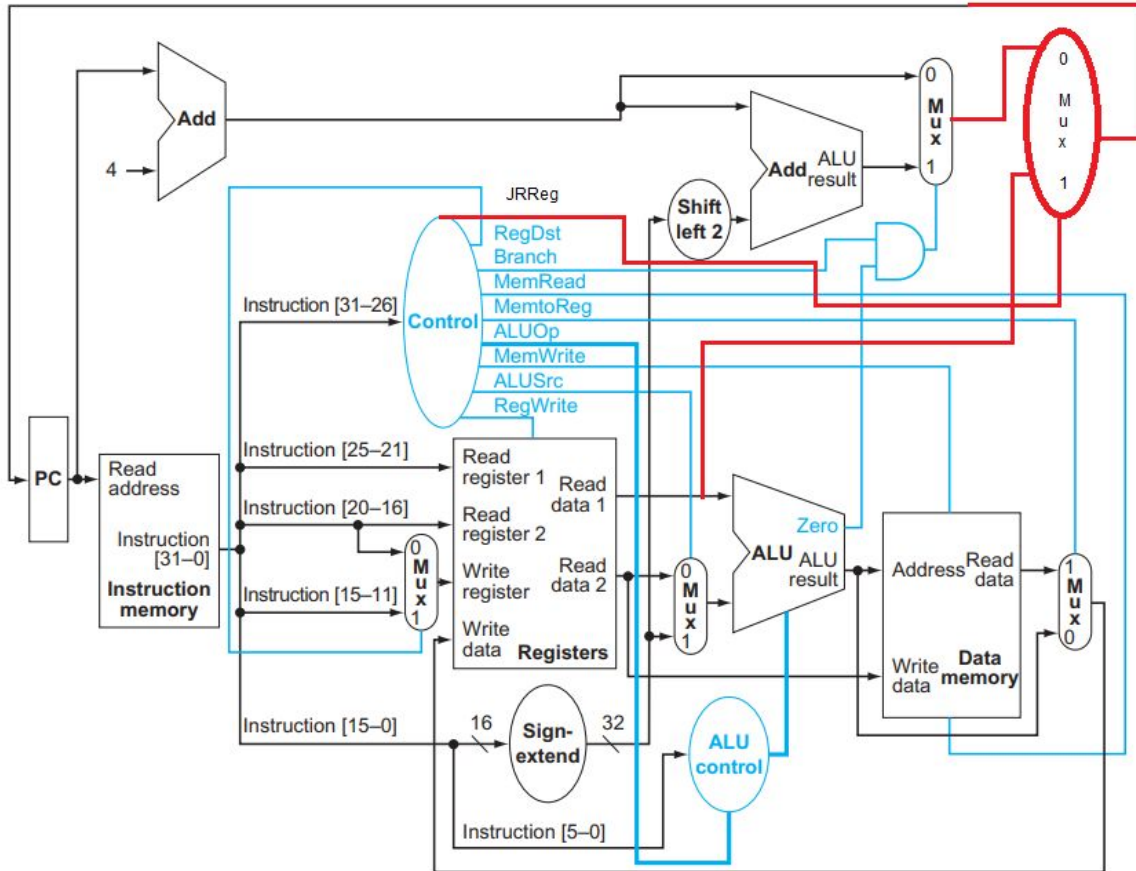 0
M
u
x
1
0
M
u
x
1
Add
4
Add
ALU
result
Shift
left 2
JRReg
RegDst
Branch
MemRead
MemtoReg
ALUOp
MemWrite
ALUSrc
RegWrite
Instruction [31–26]
Control
PC
Read
address
Instruction
[31–0]
Instruction
memory
Instruction [25–21]
Instruction [20–16]
Instruction [15–11]
0
M
u
x
1
Read
register 1
Read
register 2
Write
register
Write
data
Read
data 1
Read
data 2
Registers
0
M
u
x
1
Zero
ALU
ALU
result
Address
Read
data
Write
data
Data
memory
1
M
u
x
0
Instruction [15–0]
16
Sign-
extend
32
ALU
control
Instruction [5–0]